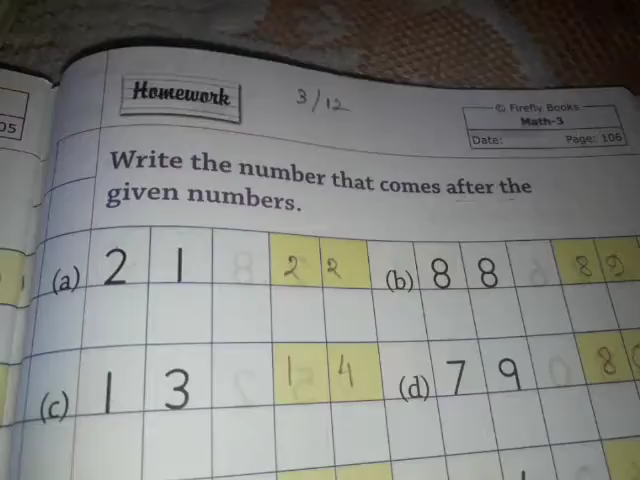 05
Homework
3/12
© Firefly Books
Math-3
Date: Page: 106
Write the number that comes after the
given numbers.
(a) 2 1 2 2 (b) 8 8 8 9
(c) 1 3 1 4 (d) 7 9 8